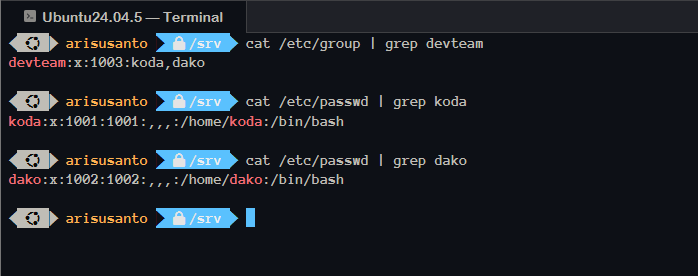 Ubuntu24.04.5 — Terminal
arisusanto /srv cat /etc/group | grep devteam
devteam:x:1003:koda,dako
arisusanto /srv cat /etc/passwd | grep koda
koda:x:1001:1001:,,,:/home/koda:/bin/bash
arisusanto /srv cat /etc/passwd | grep dako
dako:x:1002:1002:,,,:/home/dako:/bin/bash
arisusanto /srv